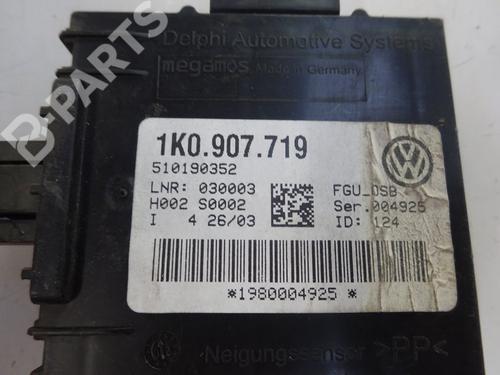 B-PARTS
Delphi Automotive Systems
megamos Made in Germany
1K0.907.719
510190352
LNR: 030003 FGU_DSB
H002 S0002 Ser.004925
I 4 26/03 ID: 124
*1980004925*
Neigungssensor >PP<